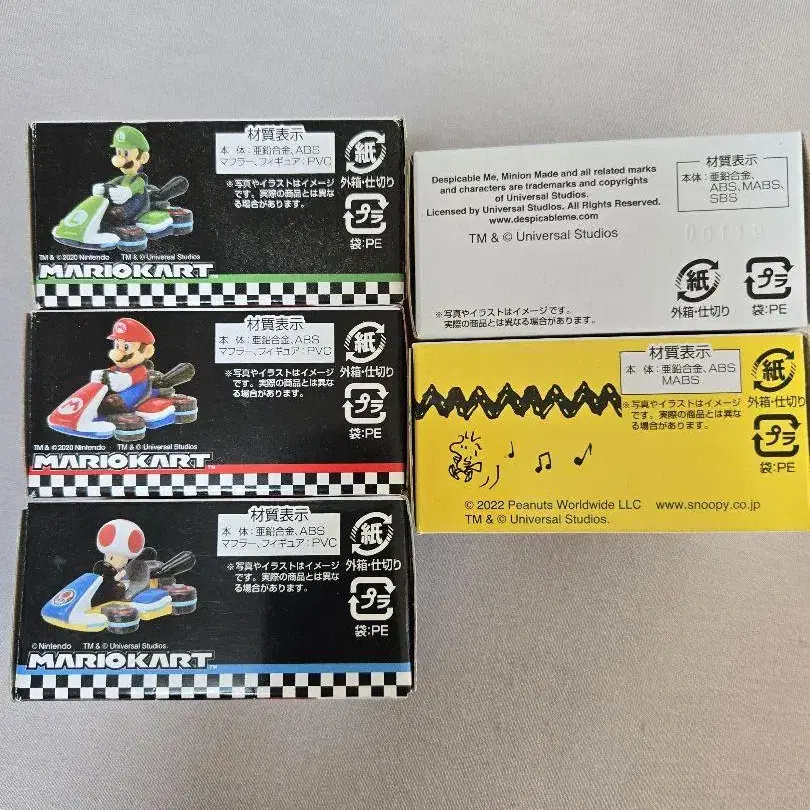 材質表示
本　体：亜鉛合金、ABS
マフラー、フィギュア：PVC
※写真やイラストはイメージ
です。実際の商品とは異な
る場合があります。
紙
外箱・仕切り
プラ
袋:PE
TM & © 2020 Nintendo　TM & © Universal Studios
MARIOKART™
材質表示
本　体：亜鉛合金、ABS
マフラー、フィギュア：PVC
※写真やイラストはイメージ
です。実際の商品とは異な
る場合があります。
紙
外箱・仕切り
プラ
袋:PE
TM & © 2020 Nintendo　TM & © Universal Studios
MARIOKART™
材質表示
本　体：亜鉛合金、ABS
マフラー、フィギュア：PVC
※写真やイラストはイメージ
です。実際の商品とは異な
る場合があります。
紙
外箱・仕切り
プラ
袋:PE
© Nintendo　TM & © Universal Studios.
MARIOKART™
Despicable Me, Minion Made and all related marks
and characters are trademarks and copyrights
of Universal Studios.
Licensed by Universal Studios. All Rights Reserved.
www.despicableme.com
TM & © Universal Studios
材質表示
本体：亜鉛合金、
ABS、MABS、
SBS
紙
外箱・仕切り
プラ
袋:PE
※写真やイラストはイメージです。
実際の商品とは異なる場合があります。
材質表示
本　体：亜鉛合金、ABS
MABS
※写真やイラストはイメージ
です。実際の商品とは異な
る場合があります。
紙
外箱・仕切り
プラ
袋:PE
© 2022 Peanuts Worldwide LLC　www.snoopy.co.jp
TM & © Universal Studios.